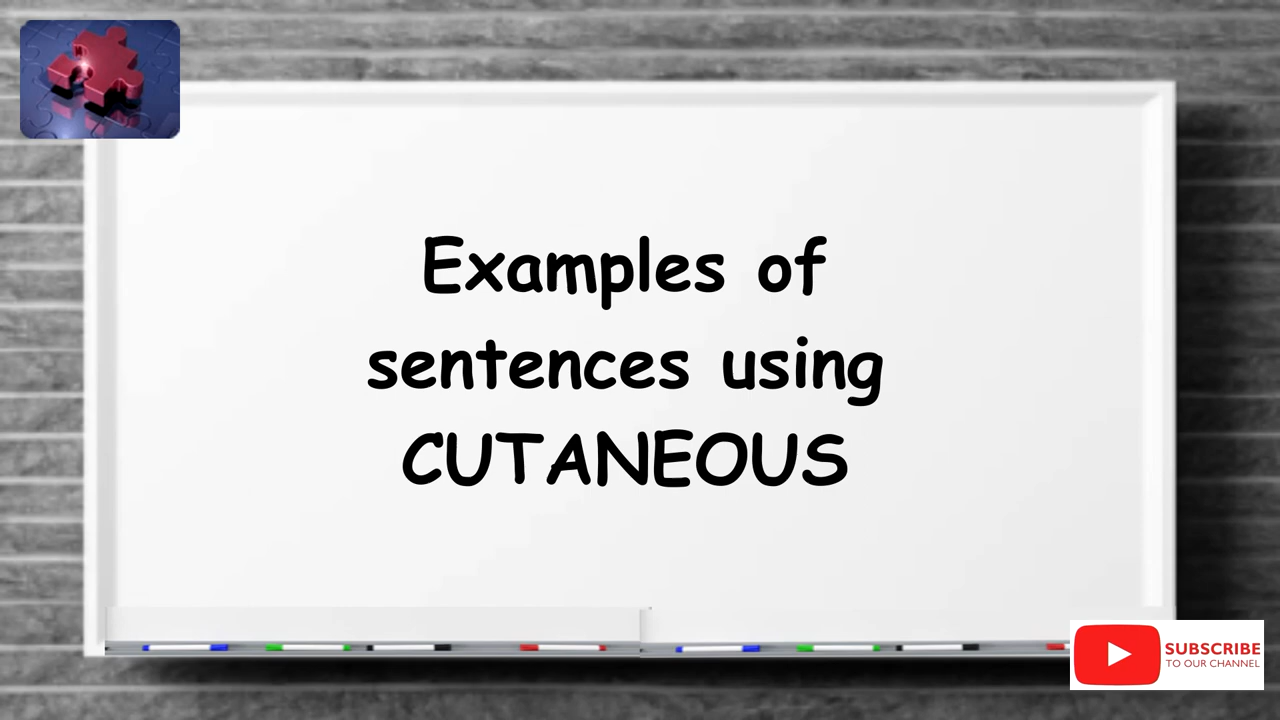 Examples of
sentences using
CUTANEOUS
SUBSCRIBE
TO OUR CHANNEL